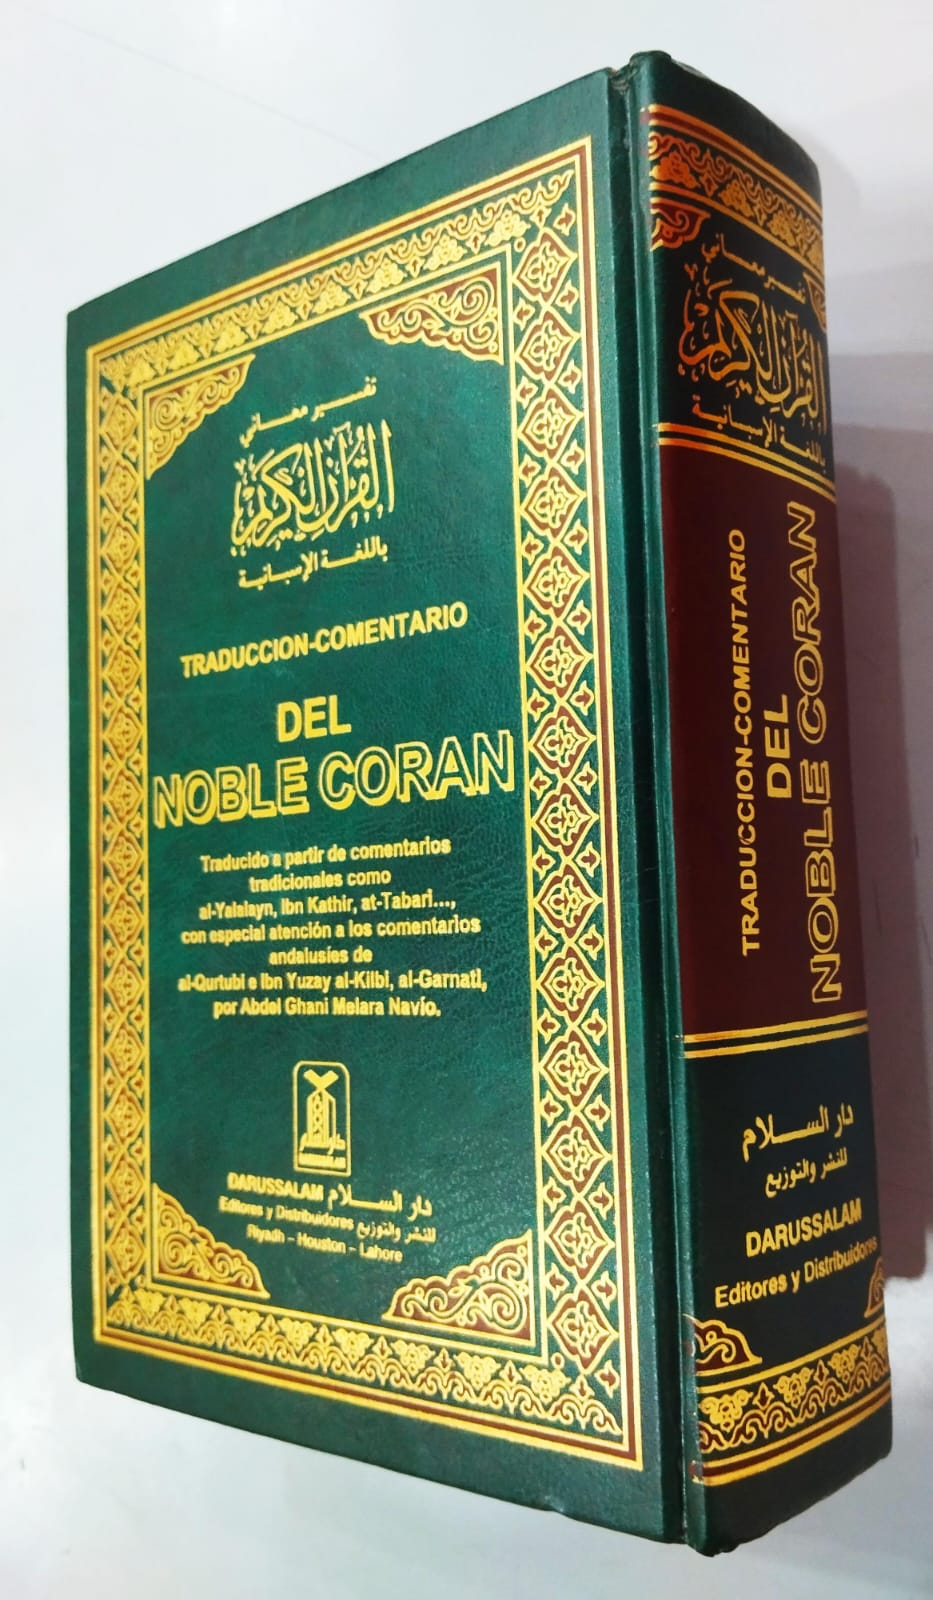 تفسير معاني
القرآن الكريم
باللغة الإسبانية
TRADUCCION-COMENTARIO
DEL
NOBLE CORAN
Traducido a partir de comentarios
tradicionales como
al-Yalalayn, Ibn Kathir, at-Tabari...,
con especial atención a los comentarios
andalusíes de
al-Qurtubi e Ibn Yuzay al-Kilbi, al-Garnati,
por Abdel Ghani Melara Navío.
دار السلام
DARUSSALAM
DARUSSALAM دار السلام
Editores y Distribuidores للنشر والتوزيع
Riyadh - Houston - Lahore
تفسير معاني
القرآن الكريم
باللغة الإسبانية
TRADUCCION-COMENTARIO
DEL
NOBLE CORAN
دار السلام
للنشر والتوزيع
DARUSSALAM
Editores y Distribuidores